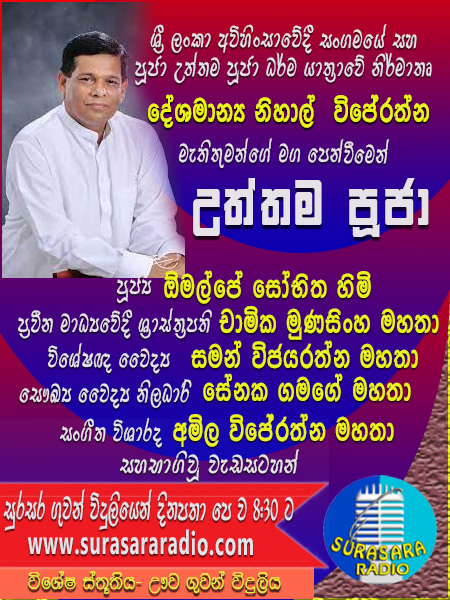 ශ්‍රී ලංකා අවිහිංසාවේදී සංගමයේ සහ
පූජා උත්තම පූජා ධර්ම යාත්‍රාවේ නිර්මාතෘ
දේශමාන්‍ය නිහාල් විපේරත්න
මැතිතුමන්ගේ මග පෙන්වීමෙන්
උත්තම පූජා
පූජ්‍ය ඕමල්පේ සෝභිත හිමි
ප්‍රවීන මාධ්‍යවේදී ශ්‍රාස්ත්‍රපති චාමික මුණසිංහ මහතා
විශේෂඥ වෛද්‍ය සමන් විජයරත්න මහතා
සෞඛ්‍ය වෛද්‍ය නිලධාරි සේනක ගමගේ මහතා
සංගීත විශාරද අමිල විපේරත්න මහතා
සහභාගිවූ වැඩසටහන්
සුරසර ගුවන් විදුලියෙන් දිනපතා පෙ ව 8:30 ට
www.surasararadio.com
විශේෂ ස්තූතිය- ඌව ගුවන් විදුලිය
SURASARA
RADIO